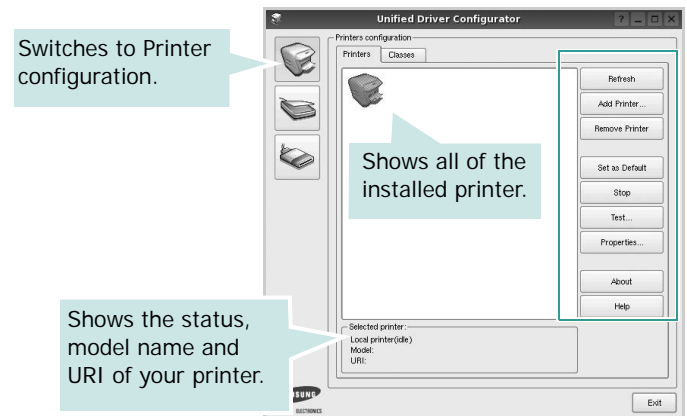 Unified Driver Configurator
Switches to Printer
configuration.
Printers configuration
Printers
Classes
Refresh
Add Printer...
Remove Printer
Shows all of the
installed printer.
Set as Default
Stop
Test...
Properties...
About
Help
Shows the status,
model name and
URI of your printer.
Selected printer:
Local printer(idle)
Model:
URI:
SUNG
ELECTRONICS
Exit